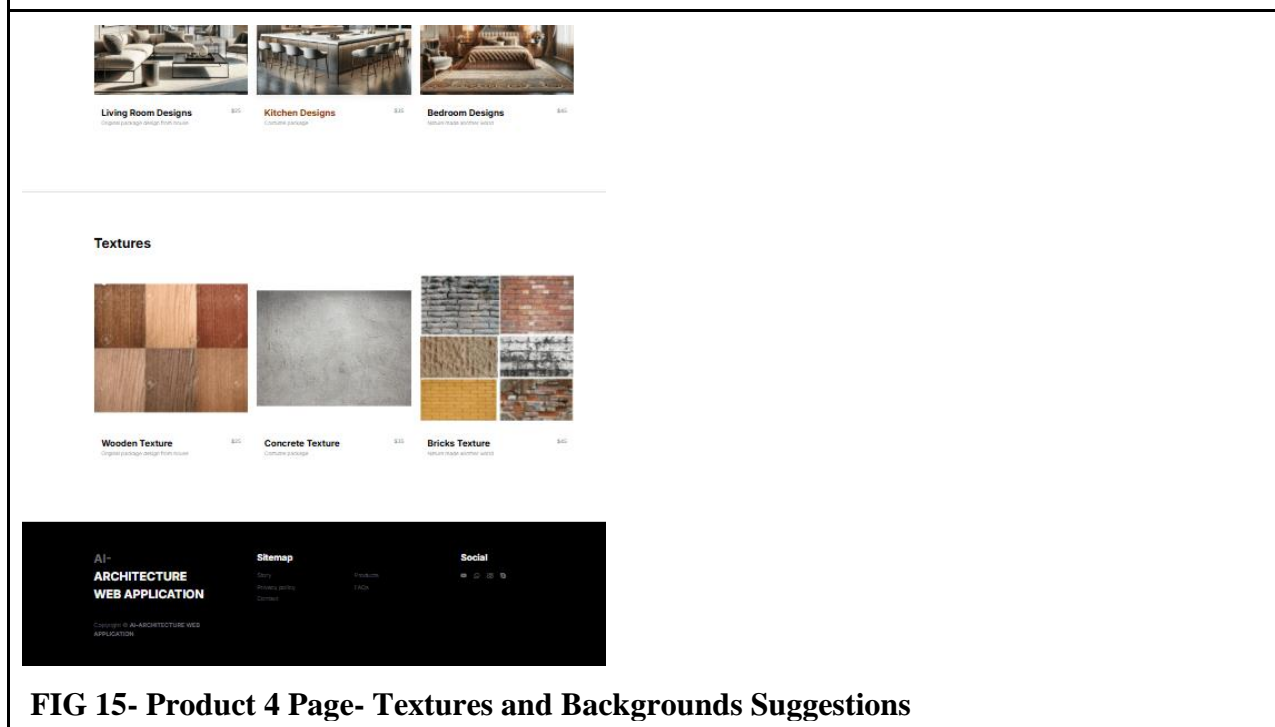 Living Room Designs $25
Original package design from house
Kitchen Designs $35
Costume package
Bedroom Designs $45
Nature made another world
Textures
Wooden Texture $25
Original package design from house
Concrete Texture $35
Costume package
Bricks Texture $45
Nature made another world
AI-
ARCHITECTURE
WEB APPLICATION
Copyright © AI-ARCHITECTURE WEB
APPLICATION
Sitemap
Story Products
Privacy policy FAQs
Contact
Social
FIG 15- Product 4 Page- Textures and Backgrounds Suggestions